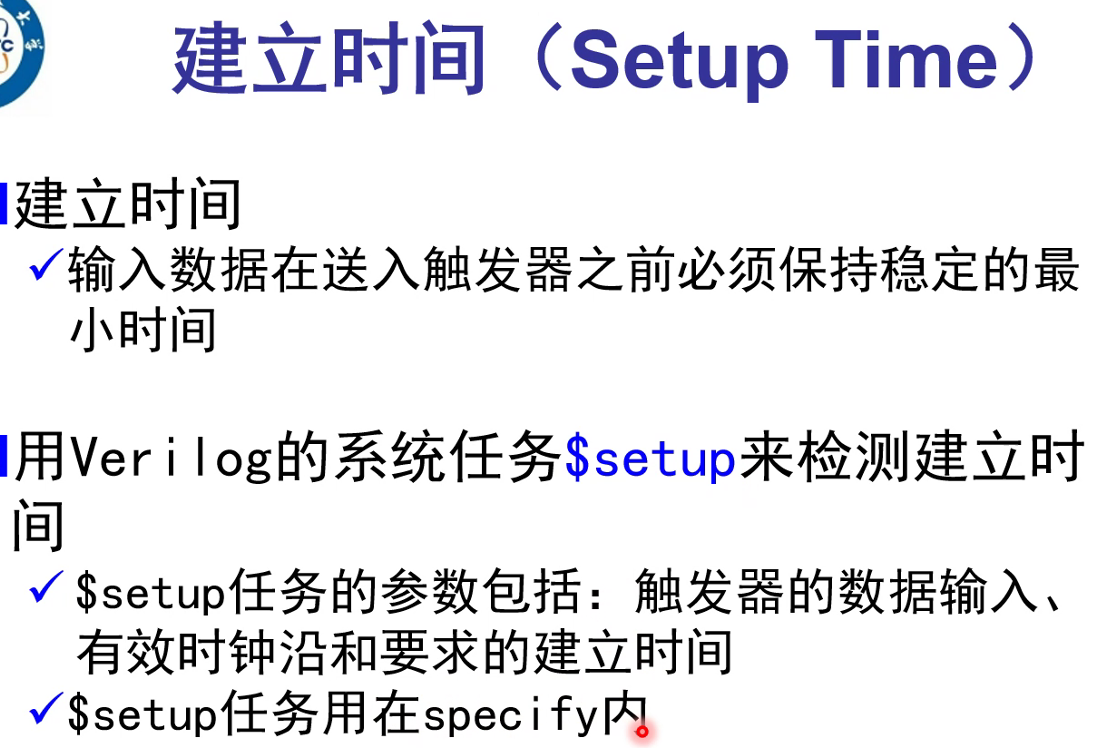 建立时间（Setup Time）
建立时间
输入数据在送入触发器之前必须保持稳定的最
小时间
用Verilog的系统任务$setup来检测建立时
间
$setup任务的参数包括：触发器的数据输入、
有效时钟沿和要求的建立时间
$setup任务用在specify内